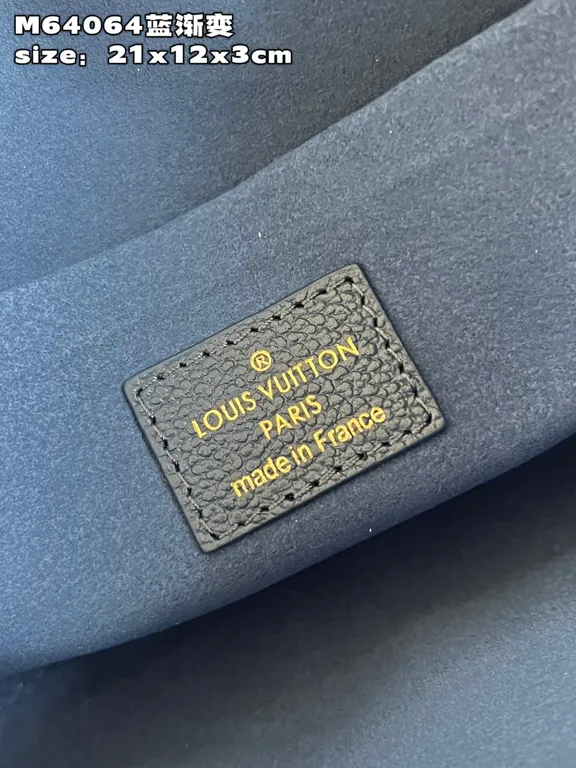 M64064蓝渐变
size：21x12x3cm
®
LOUIS VUITTON
PARIS
made in France